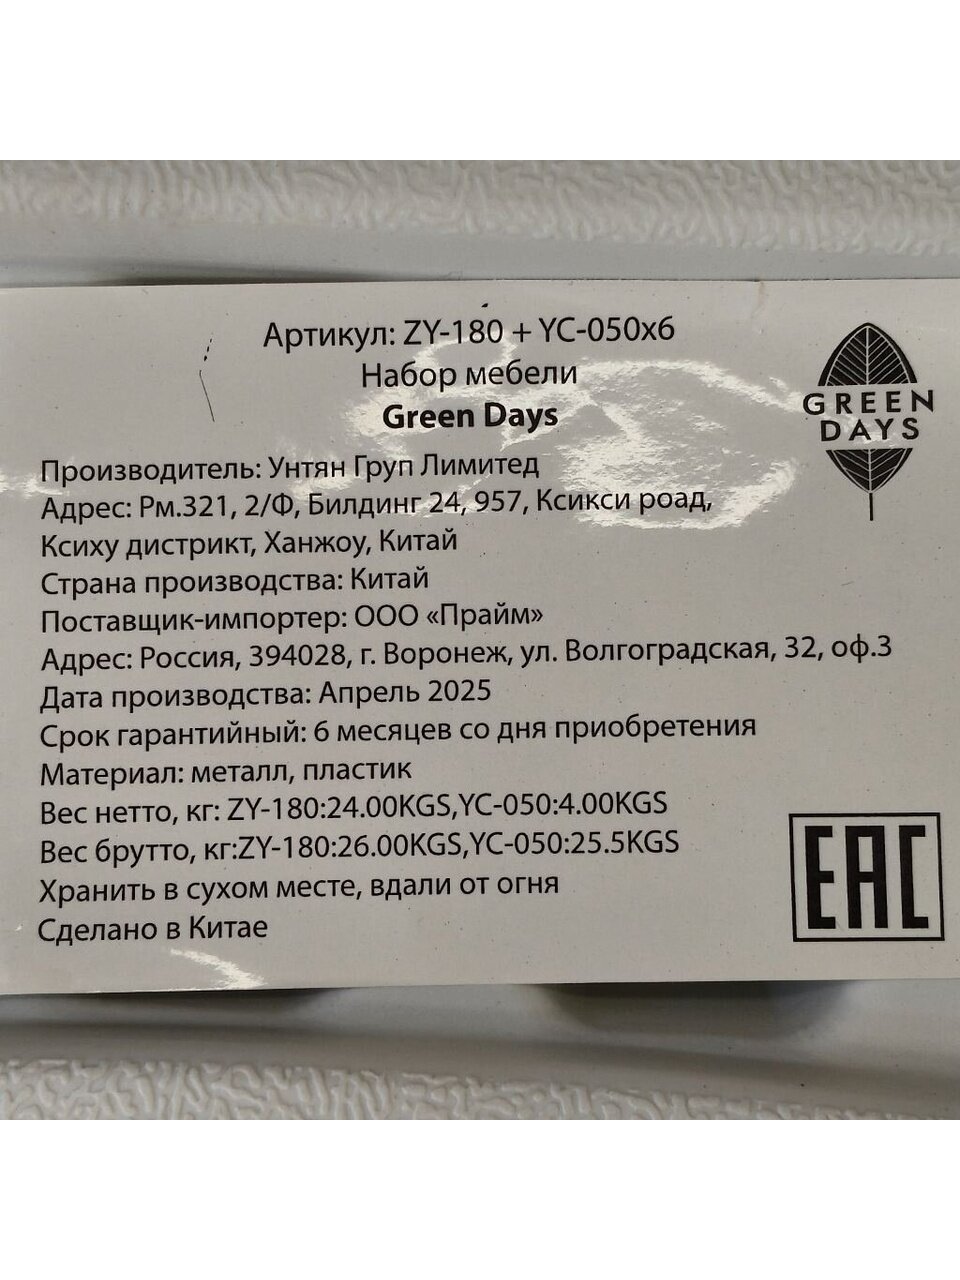 Артикул: ZY-180 + YC-050x6
Набор мебели
Green Days
GREEN
DAYS
Производитель: Унтян Груп Лимитед
Адрес: Рм.321, 2/Ф, Билдинг 24, 957, Ксикси роад,
Ксиху дистрикт, Ханжоу, Китай
Страна производства: Китай
Поставщик-импортер: ООО «Прайм»
Адрес: Россия, 394028, г. Воронеж, ул. Волгоградская, 32, оф.3
Дата производства: Апрель 2025
Срок гарантийный: 6 месяцев со дня приобретения
Материал: металл, пластик
Вес нетто, кг: ZY-180:24.00KGS,YC-050:4.00KGS
Вес брутто, кг:ZY-180:26.00KGS,YC-050:25.5KGS
Хранить в сухом месте, вдали от огня
Сделано в Китае
EAC